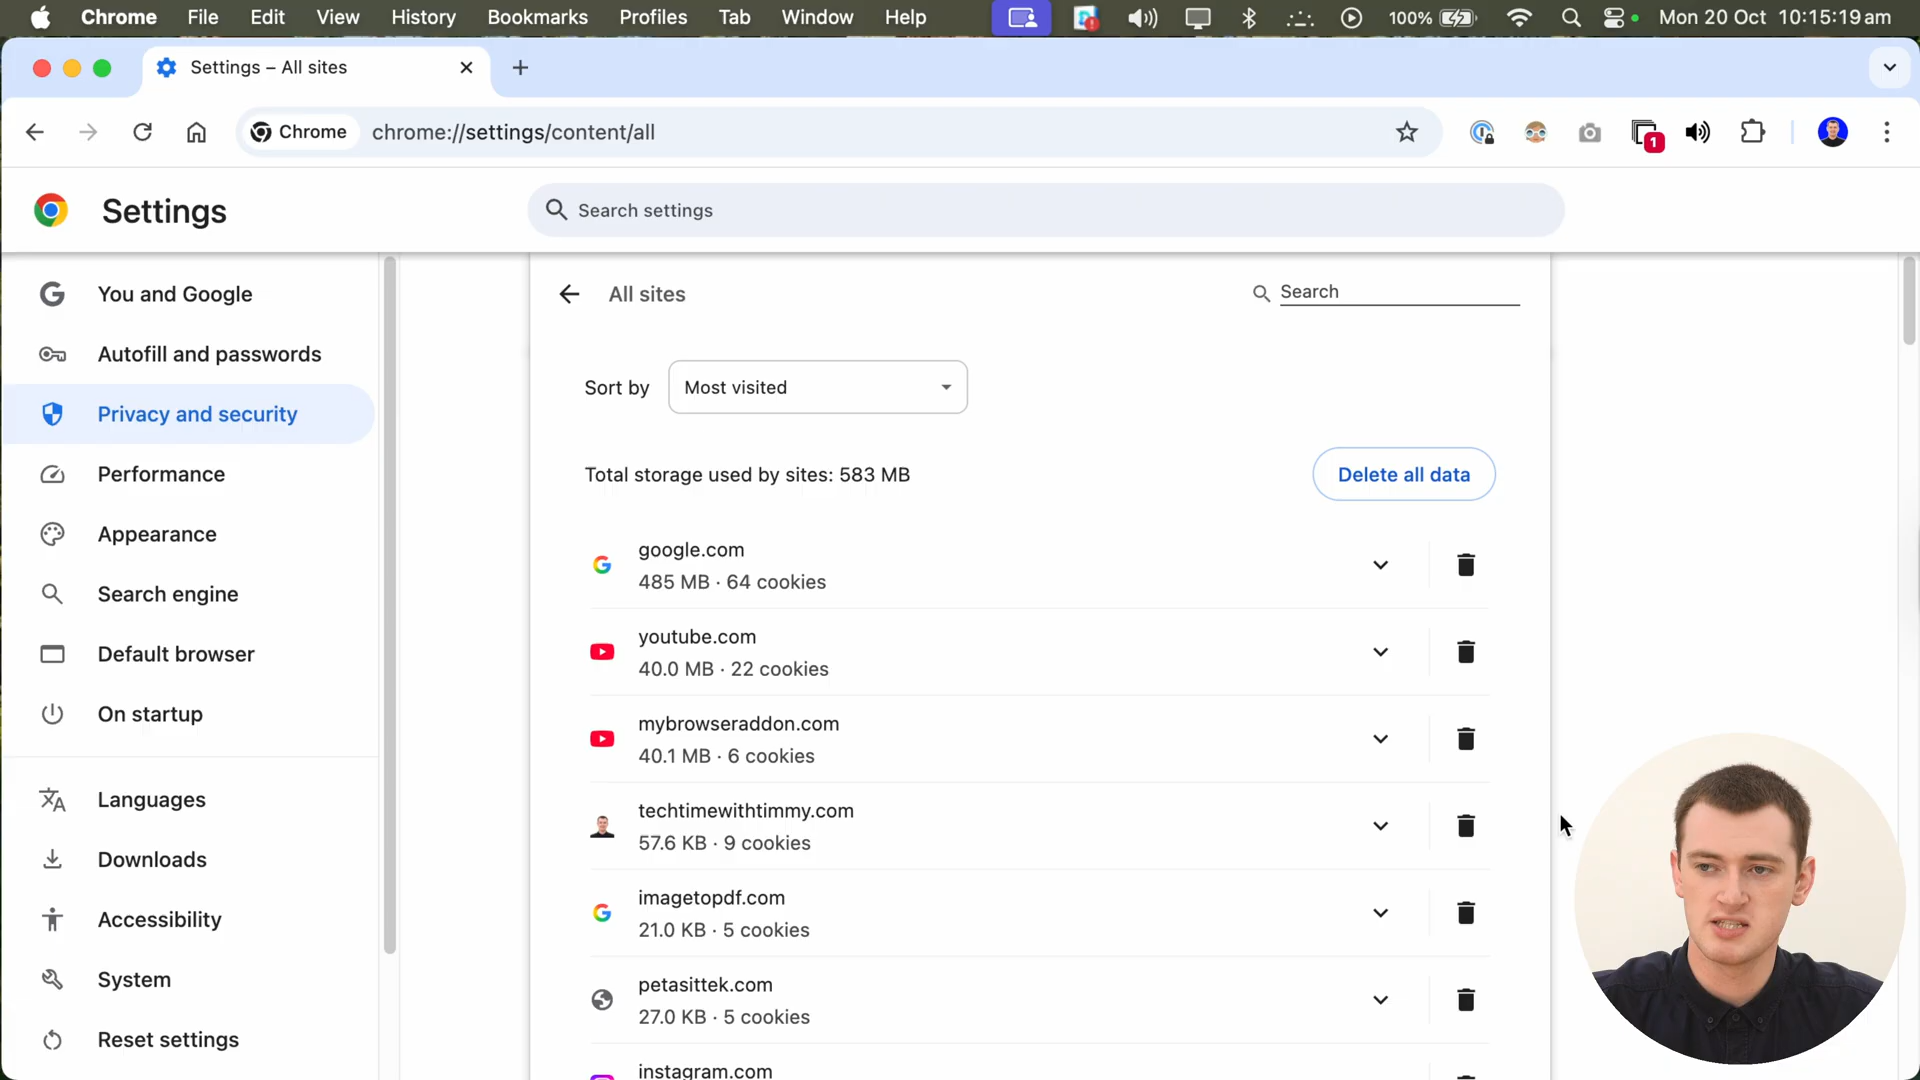 Chrome File Edit View History Bookmarks Profiles Tab Window Help 100% Mon 20 Oct 10:15:19 am
Settings – All sites
Chrome chrome://settings/content/all
1
Settings
Search settings
You and Google
Autofill and passwords
Privacy and security
Performance
Appearance
Search engine
Default browser
On startup
Languages
Downloads
Accessibility
System
Reset settings
All sites
Search
Sort by Most visited
Total storage used by sites: 583 MB
Delete all data
google.com
485 MB · 64 cookies
youtube.com
40.0 MB · 22 cookies
mybrowseraddon.com
40.1 MB · 6 cookies
techtimewithtimmy.com
57.6 KB · 9 cookies
imagetopdf.com
21.0 KB · 5 cookies
petasittek.com
27.0 KB · 5 cookies
instagram.com